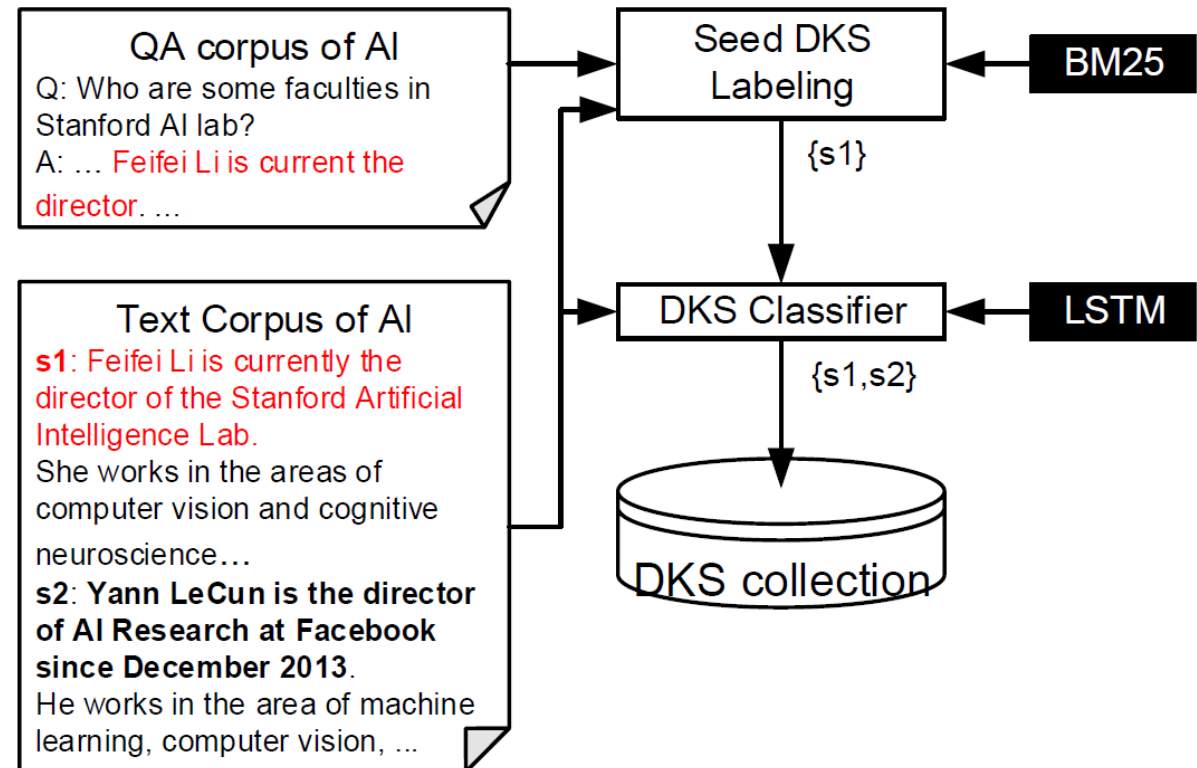 QA corpus of AI
Q: Who are some faculties in
Stanford AI lab?
A: ... Feifei Li is current the
director. ...
Text Corpus of AI
s1: Feifei Li is currently the
director of the Stanford Artificial
Intelligence Lab.
She works in the areas of
computer vision and cognitive
neuroscience...
s2: Yann LeCun is the director
of AI Research at Facebook
since December 2013.
He works in the area of machine
learning, computer vision, ...
Seed DKS
Labeling
BM25
{s1}
DKS Classifier
LSTM
{s1,s2}
DKS collection